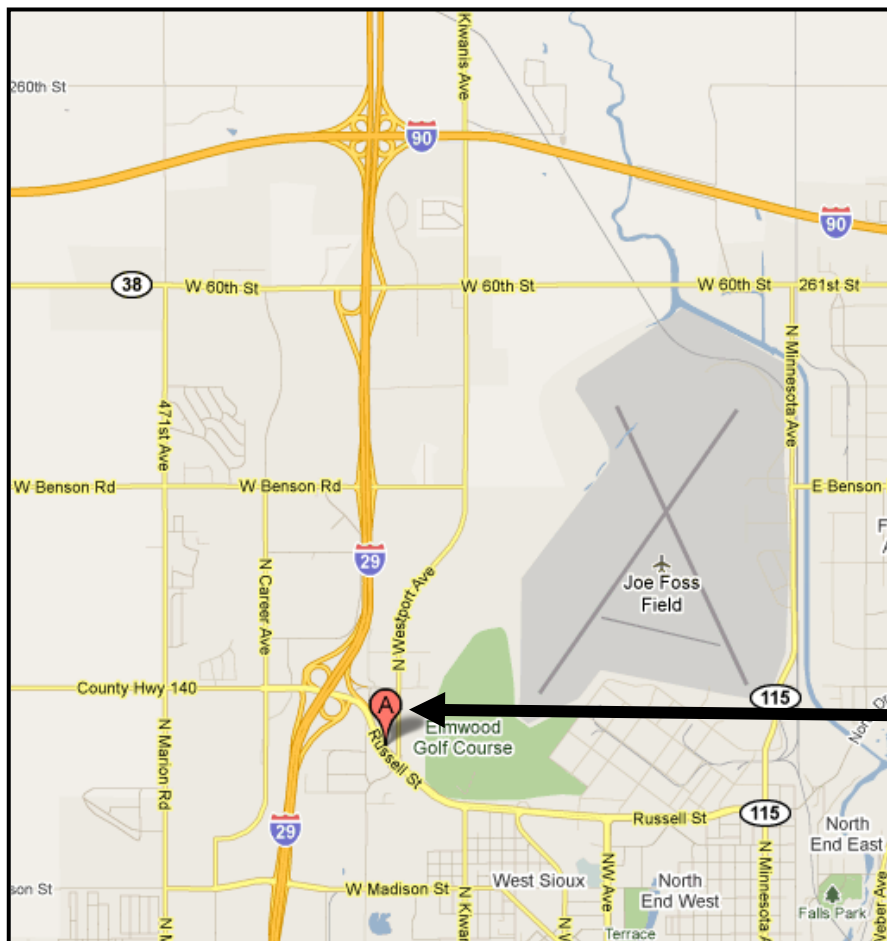 Kiwanis Ave
260th St
90
90
38
W 60th St
W 60th St
W 60th St
261st St
N Minnesota Ave
471st Ave
W Benson Rd
W Benson Rd
E Benson
29
Joe Foss
Field
N Career Ave
N Westport Ave
County Hwy 140
A
115
Elmwood
Golf Course
N Marion Rd
Russell St
29
Russell St
115
North
End East
W Madison St
West Sioux
NW Ave
North
End West
N Minnesota A
Falls Park
Terrace
N Kiwan